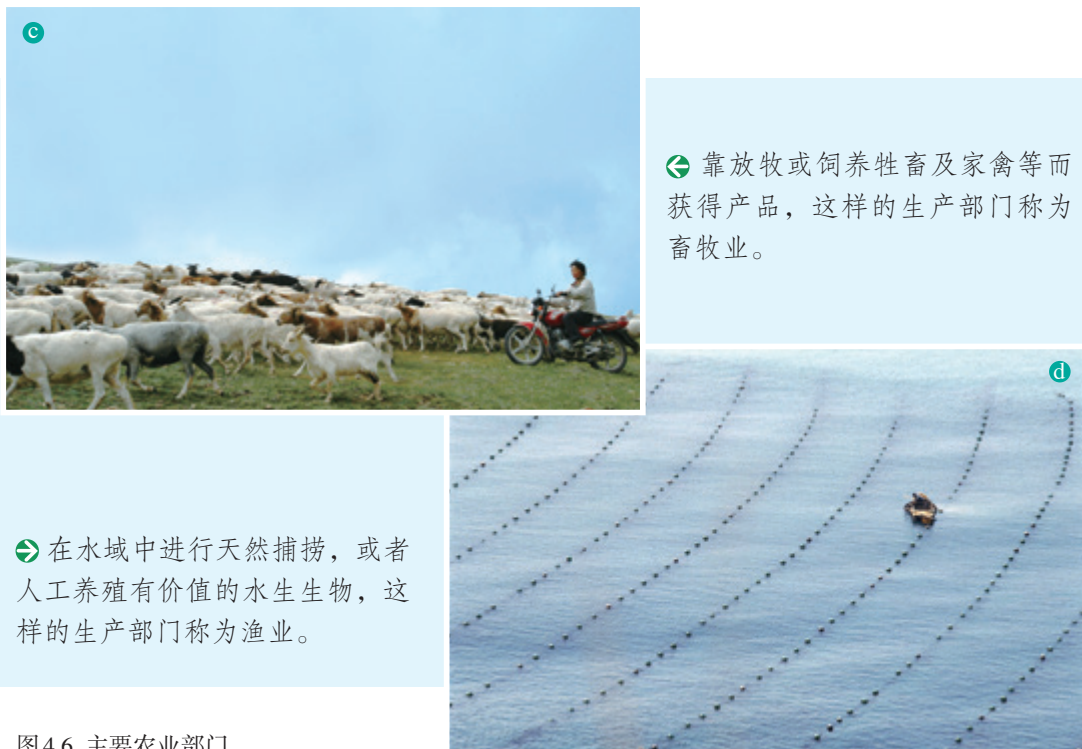 c
靠放牧或饲养牲畜及家禽等而
获得产品，这样的生产部门称为
畜牧业。
d
在水域中进行天然捕捞，或者
人工养殖有价值的水生生物，这
样的生产部门称为渔业。
图4.6 主要农业部门